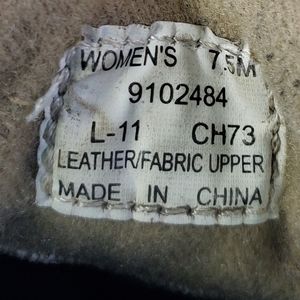 WOMEN'S 7.5M
9102484
L-11 CH73
LEATHER/FABRIC UPPER
MADE IN CHINA